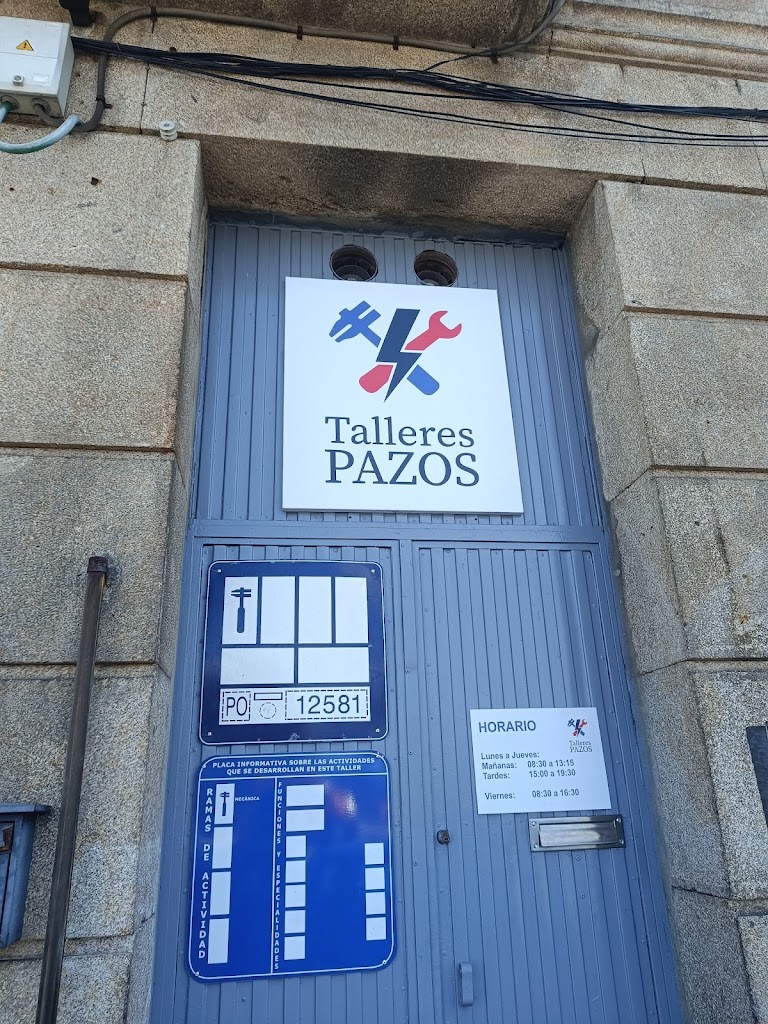 Talleres
PAZOS
PO 12581
PLACA INFORMATIVA SOBRE LAS ACTIVIDADES
QUE SE DESARROLLAN EN ESTE TALLER
RAMAS DE ACTIVIDAD
MECÁNICA
FUNCIONES Y ESPECIALIDADES
HORARIO
Talleres
PAZOS
Lunes a Jueves:
Mañanas: 08:30 a 13:15
Tardes: 15:00 a 19:30
Viernes: 08:30 a 16:30